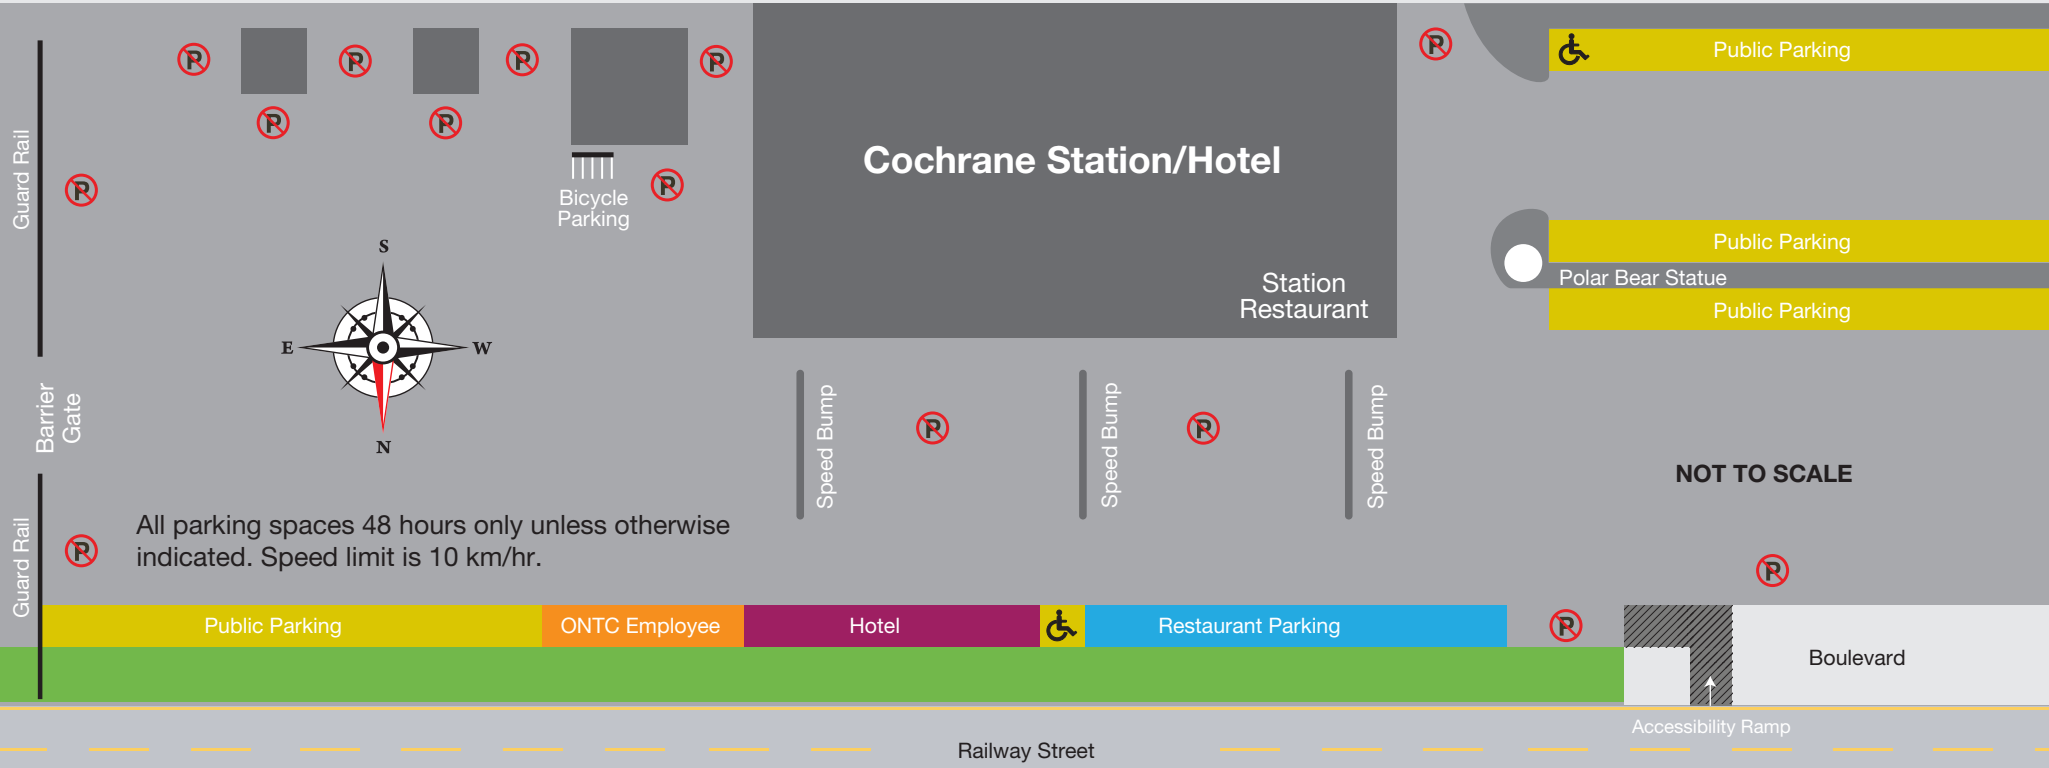 Public Parking
Guard Rail
Cochrane Station/Hotel
Bicycle
Parking
Public Parking
Polar Bear Statue
Public Parking
Station
Restaurant
S
E
W
N
Barrier
Gate
Speed Bump
Speed Bump
Speed Bump
NOT TO SCALE
All parking spaces 48 hours only unless otherwise
indicated. Speed limit is 10 km/hr.
Guard Rail
Public Parking
ONTC Employee
Hotel
Restaurant Parking
Boulevard
Accessibility Ramp
Railway Street
P
P
P
P
P
P
P
P
P
P
P
P
P
P